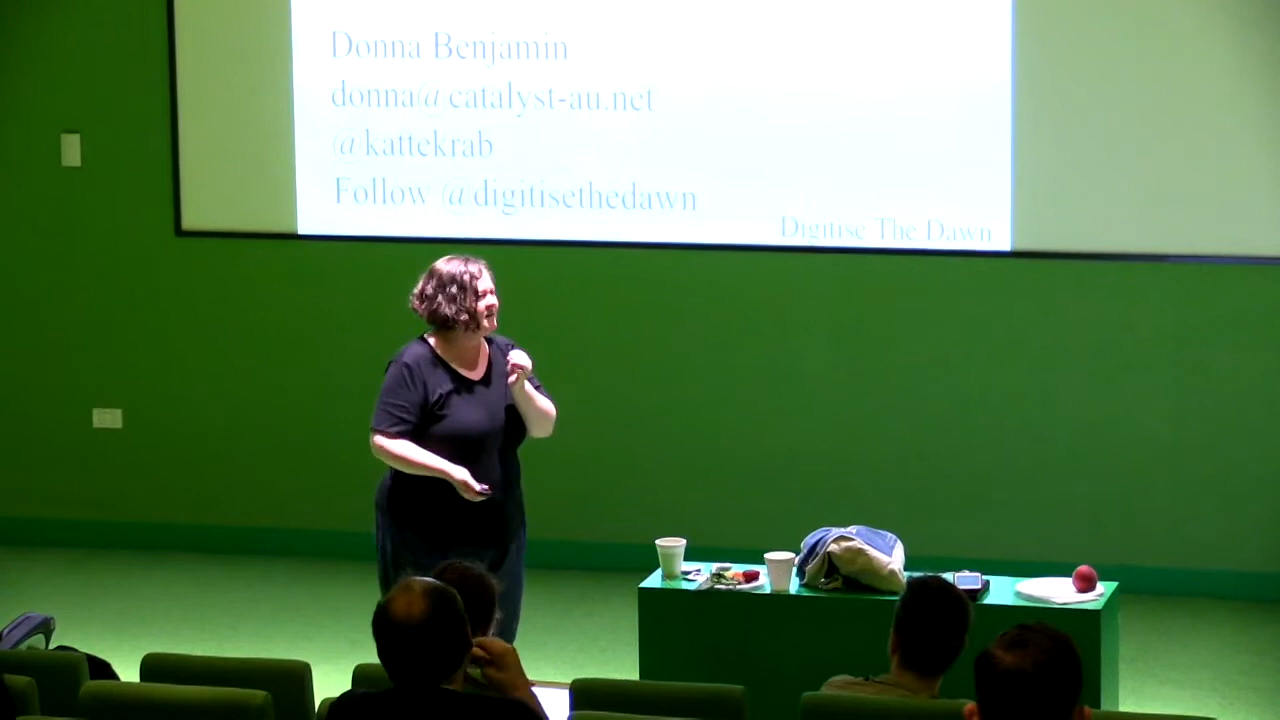 Donna Benjamin
donna@catalyst-au.net
@kattekrab
Follow @digitisethedawn
Digitise The Dawn